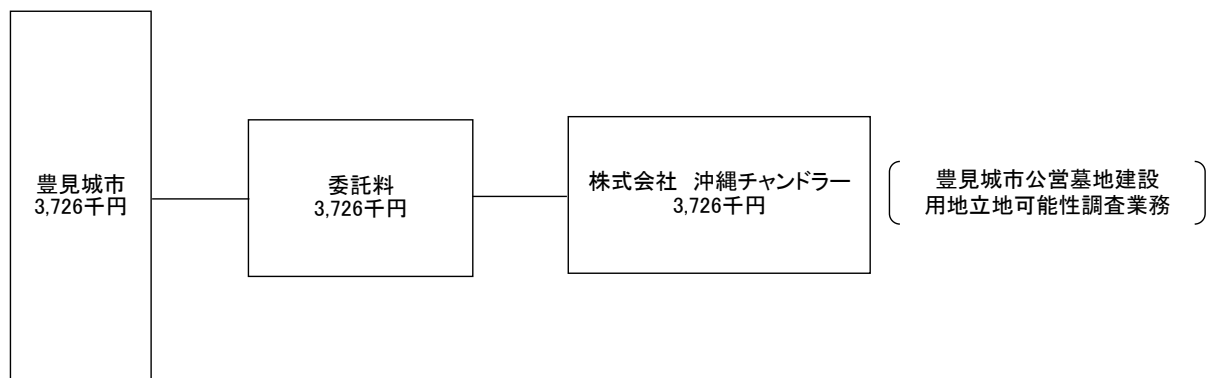 豊見城市
3,726千円
委託料
3,726千円
株式会社　沖縄チャンドラー
3,726千円
豊見城市公営墓地建設
用地立地可能性調査業務